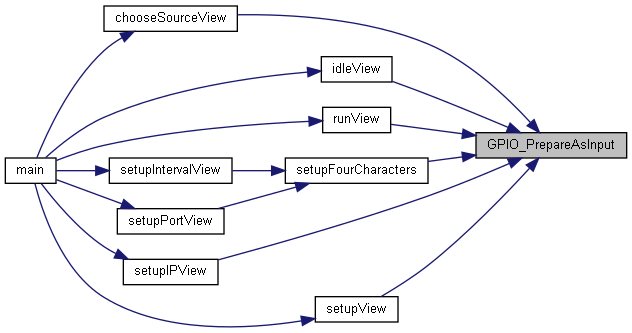 chooseSourceView
idleView
runView
GPIO_PrepareAsInput
main
setupIntervalView
setupFourCharacters
setupPortView
setupIPView
setupView